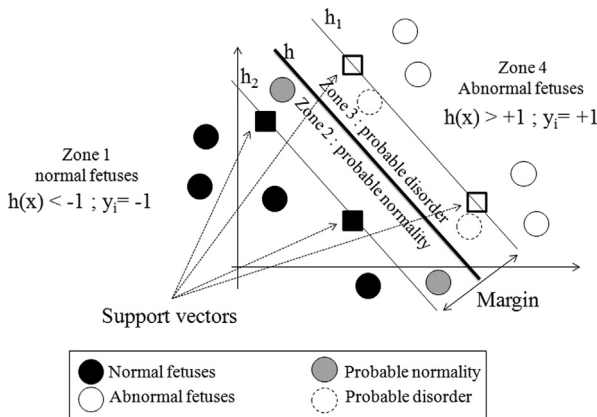 h₁
h
h₂
Zone 4
Abnormal fetuses
h(x) > +1 ; yᵢ= +1
Zone 3 : probable disorder
Zone 2 : probable normality
Zone 1
normal fetuses
h(x) < -1 ; yᵢ= -1
Support vectors
Margin
Normal fetuses
Probable normality
Abnormal fetuses
Probable disorder